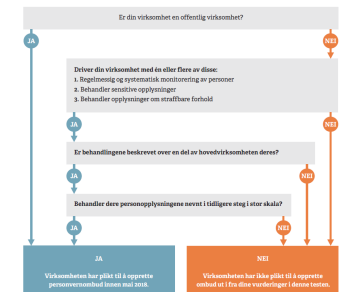 Er din virksomhet en offentlig virksomhet?
JA
NEI
Driver din virksomhet med én eller flere av disse:
1. Regelmessig og systematisk monitorering av personer
2. Behandler sensitive opplysninger
3. Behandler opplysninger om straffbare forhold
JA
NEI
Er behandlingene beskrevet over en del av hovedvirksomheten deres?
JA
NEI
Behandler dere personopplysningene nevnt i tidligere steg i stor skala?
JA
NEI
JA
Virksomheten har plikt til å opprette
personvernombud innen mai 2018.
NEI
Virksomheten har ikke plikt til å opprette
ombud ut i fra dine vurderinger i denne testen.